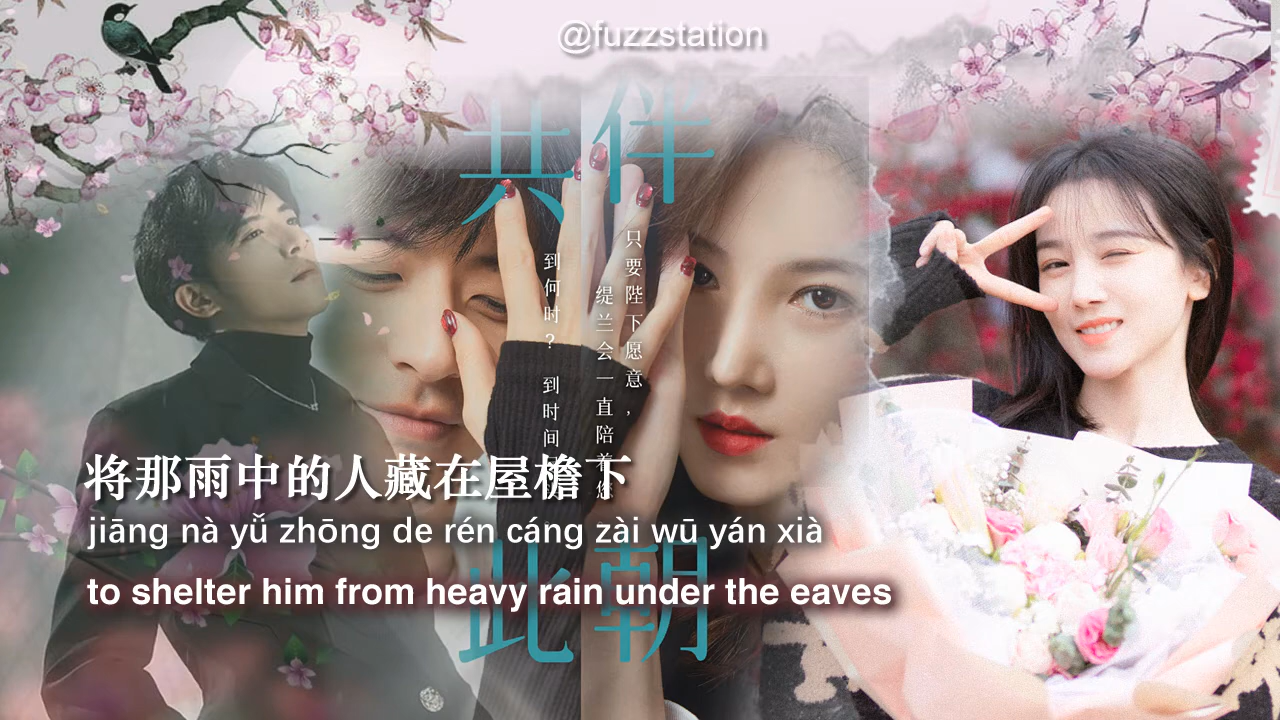 @fuzzstation
共伴
只要陛下愿意，
缇兰会一直陪着您
到何时？ 到时间
将那雨中的人藏在屋檐下
jiāng nà yǔ zhōng de rén cáng zài wū yán xià
to shelter him from heavy rain under the eaves
此朝